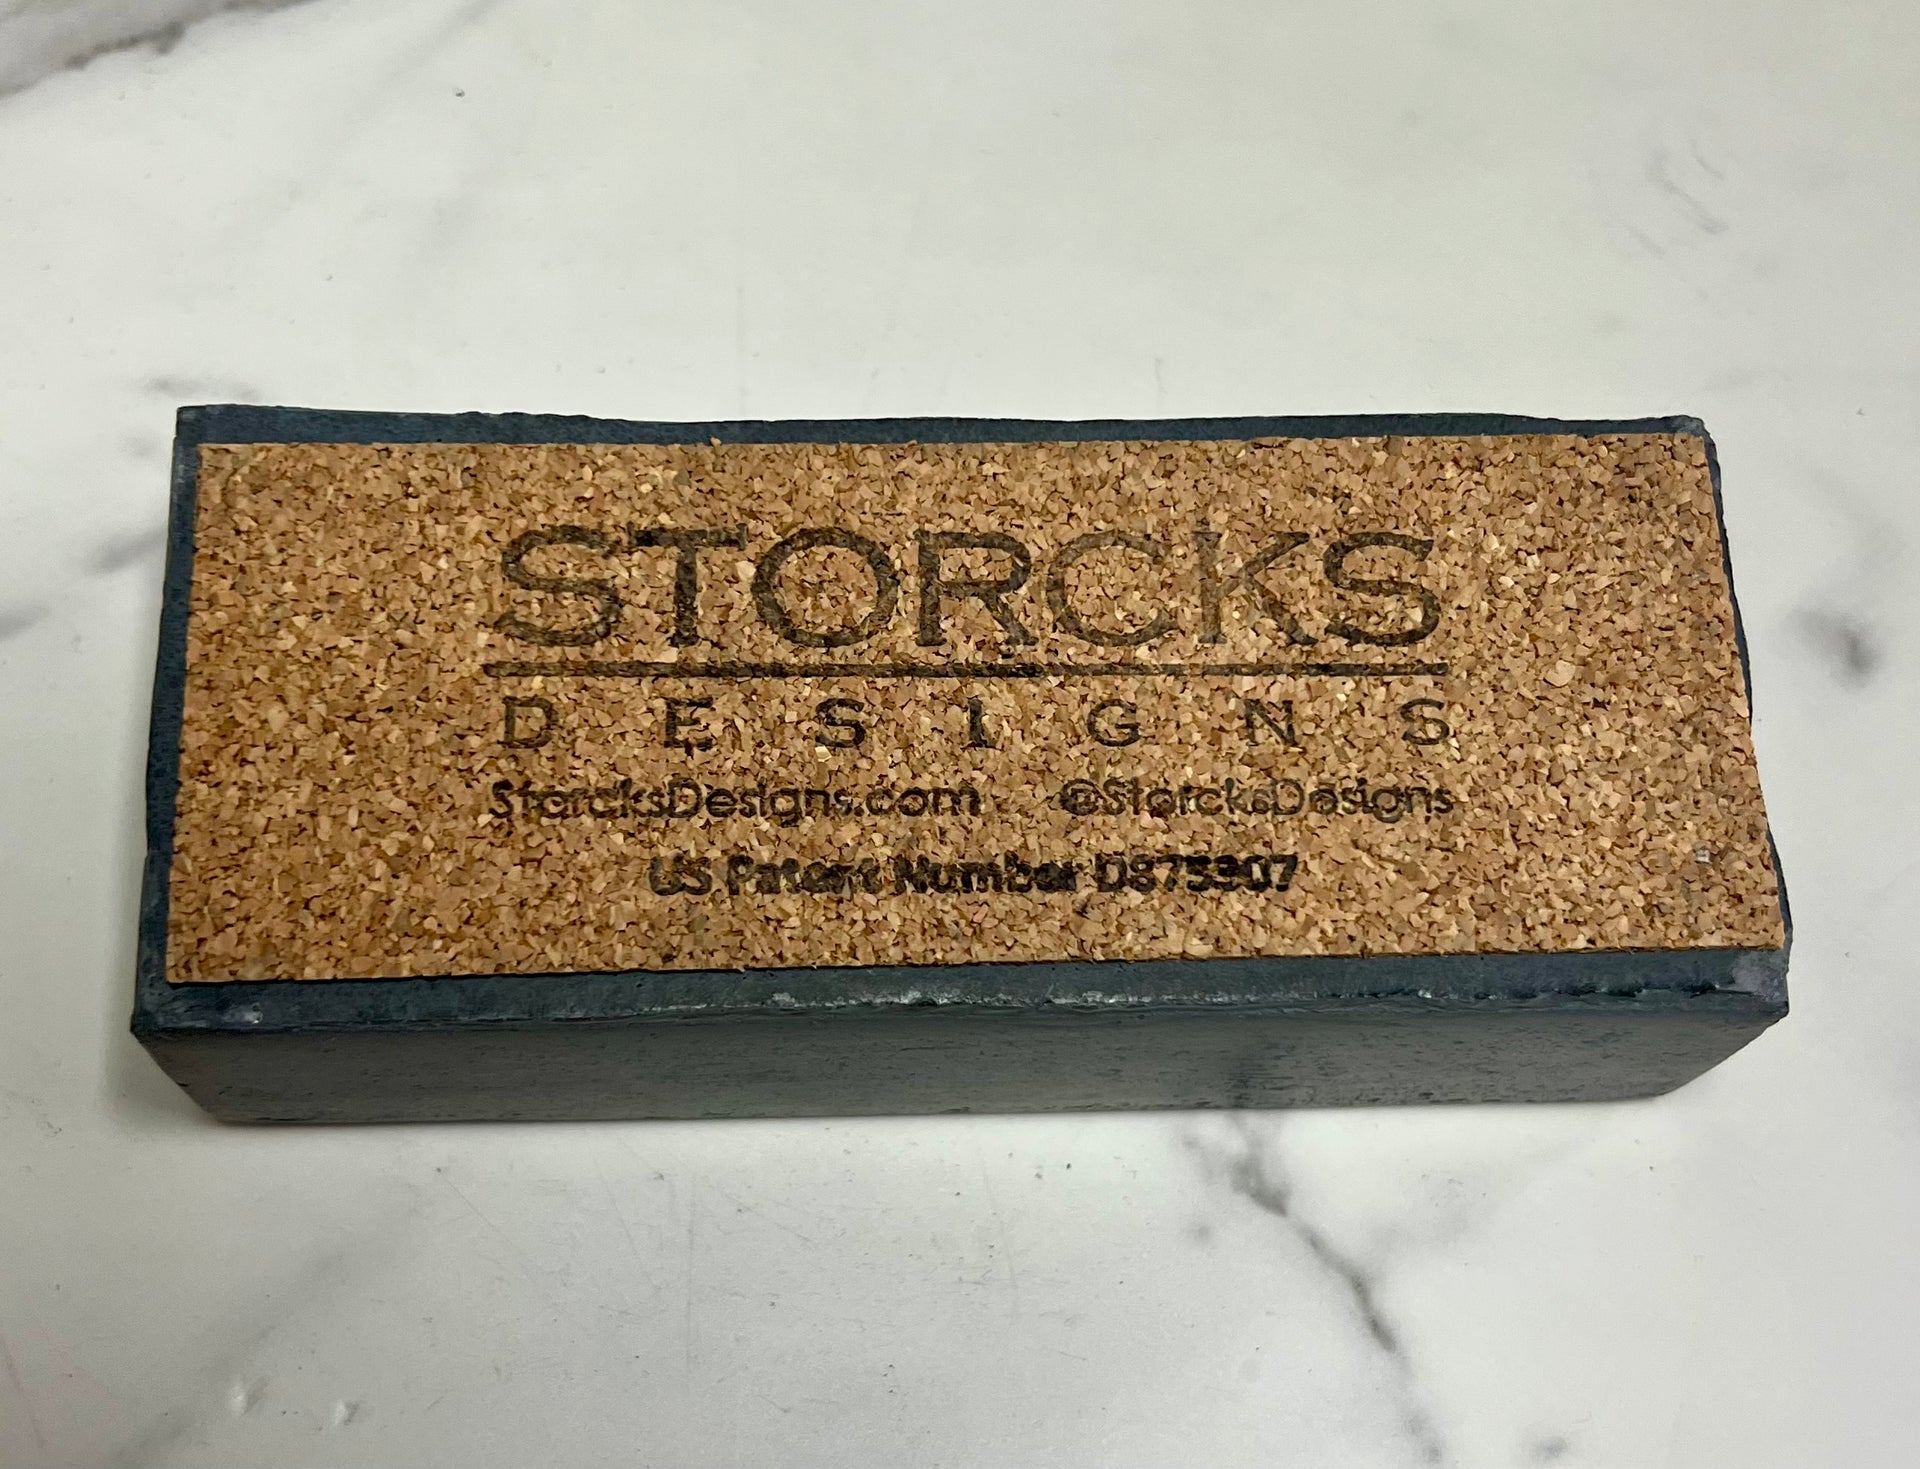 STORCKS
DESIGNS
StorcksDesigns.com @StorcksDesigns
US Patent Number D875307